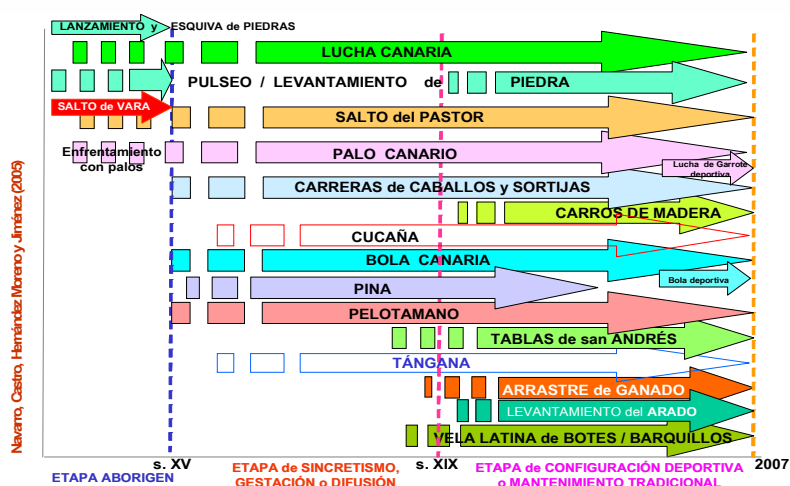 LANZAMIENTO y ESQUIVA de PIEDRAS
LUCHA CANARIA
PULSEO / LEVANTAMIENTO de PIEDRA
SALTO de VARA
SALTO del PASTOR
Enfrentamiento
con palos
PALO CANARIO
Lucha de Garrote
deportiva
CARRERAS de CABALLOS y SORTIJAS
CARROS DE MADERA
CUCAÑA
BOLA CANARIA
Bola deportiva
PINA
PELOTAMANO
TABLAS de san ANDRÉS
TÁNGANA
ARRASTRE de GANADO
LEVANTAMIENTO del ARADO
VELA LATINA de BOTES / BARQUILLOS
s. XV
s. XIX
2007
ETAPA ABORIGEN
ETAPA de SINCRETISMO,
GESTACIÓN o DIFUSIÓN
ETAPA de CONFIGURACIÓN DEPORTIVA
o MANTENIMIENTO TRADICIONAL
Navarro, Castro, Hernández Moreno y Jiménez (2005)